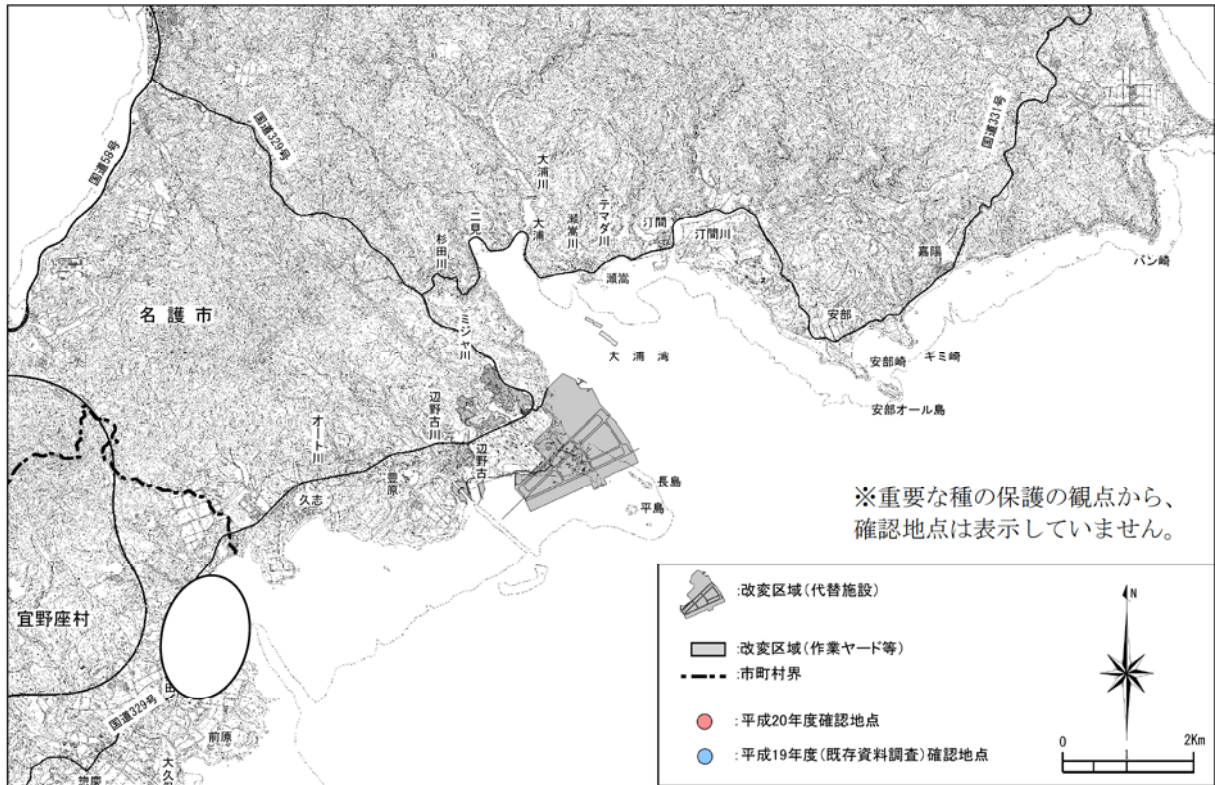 国道58号
国道329号
国道331号
大浦川
大浦
二見
杉田川
瀬嵩川
テマダ川
汀間
汀間川
瀬嵩
嘉陽
バン崎
名護市
ミジャ川
大浦湾
安部
安部崎
ギミ崎
安部オール島
辺野古川
辺野古
オート川
豊原
久志
長島
平島
※重要な種の保護の観点から、
確認地点は表示していません。
宜野座村
国道329号
前原
:改変区域(代替施設)
:改変区域(作業ヤード等)
:市町村界
:平成20年度確認地点
:平成19年度(既存資料調査)確認地点
N
0 2Km